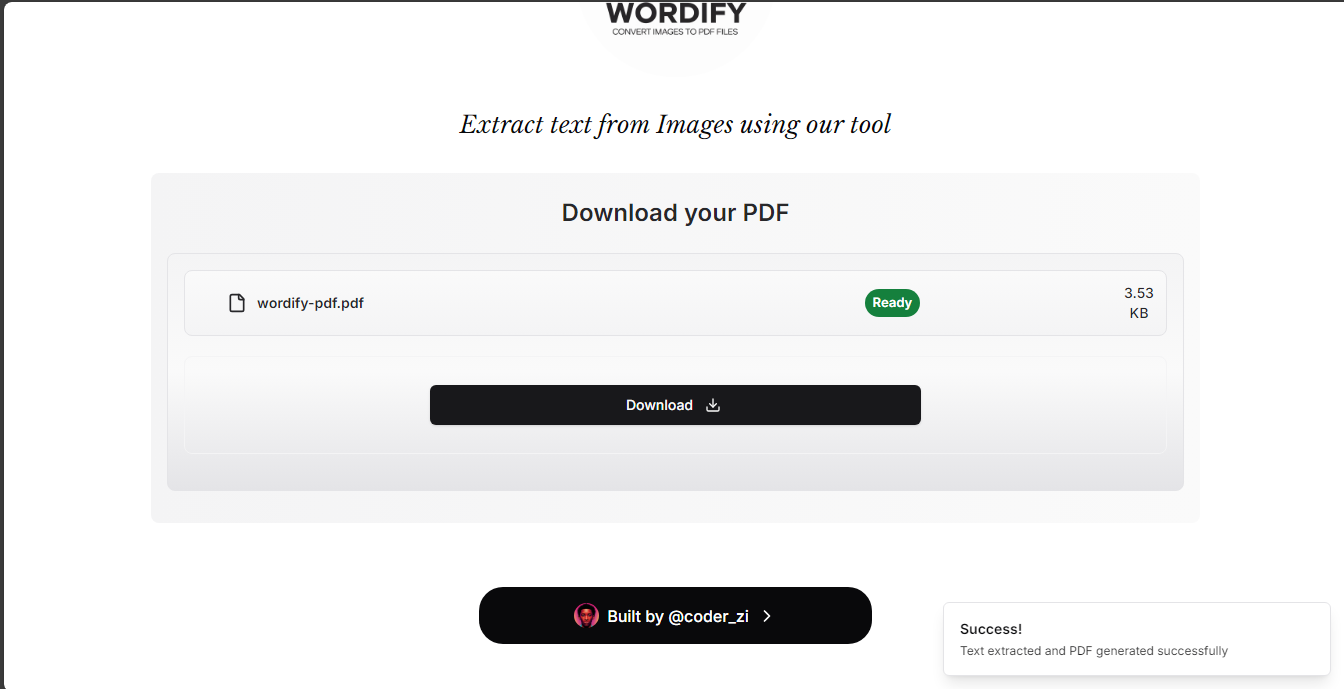 WORDIFY
CONVERT IMAGES TO PDF FILES
Extract text from Images using our tool
Download your PDF
wordify-pdf.pdf
Ready
3.53
KB
Download
Built by @coder_zi
Success!
Text extracted and PDF generated successfully